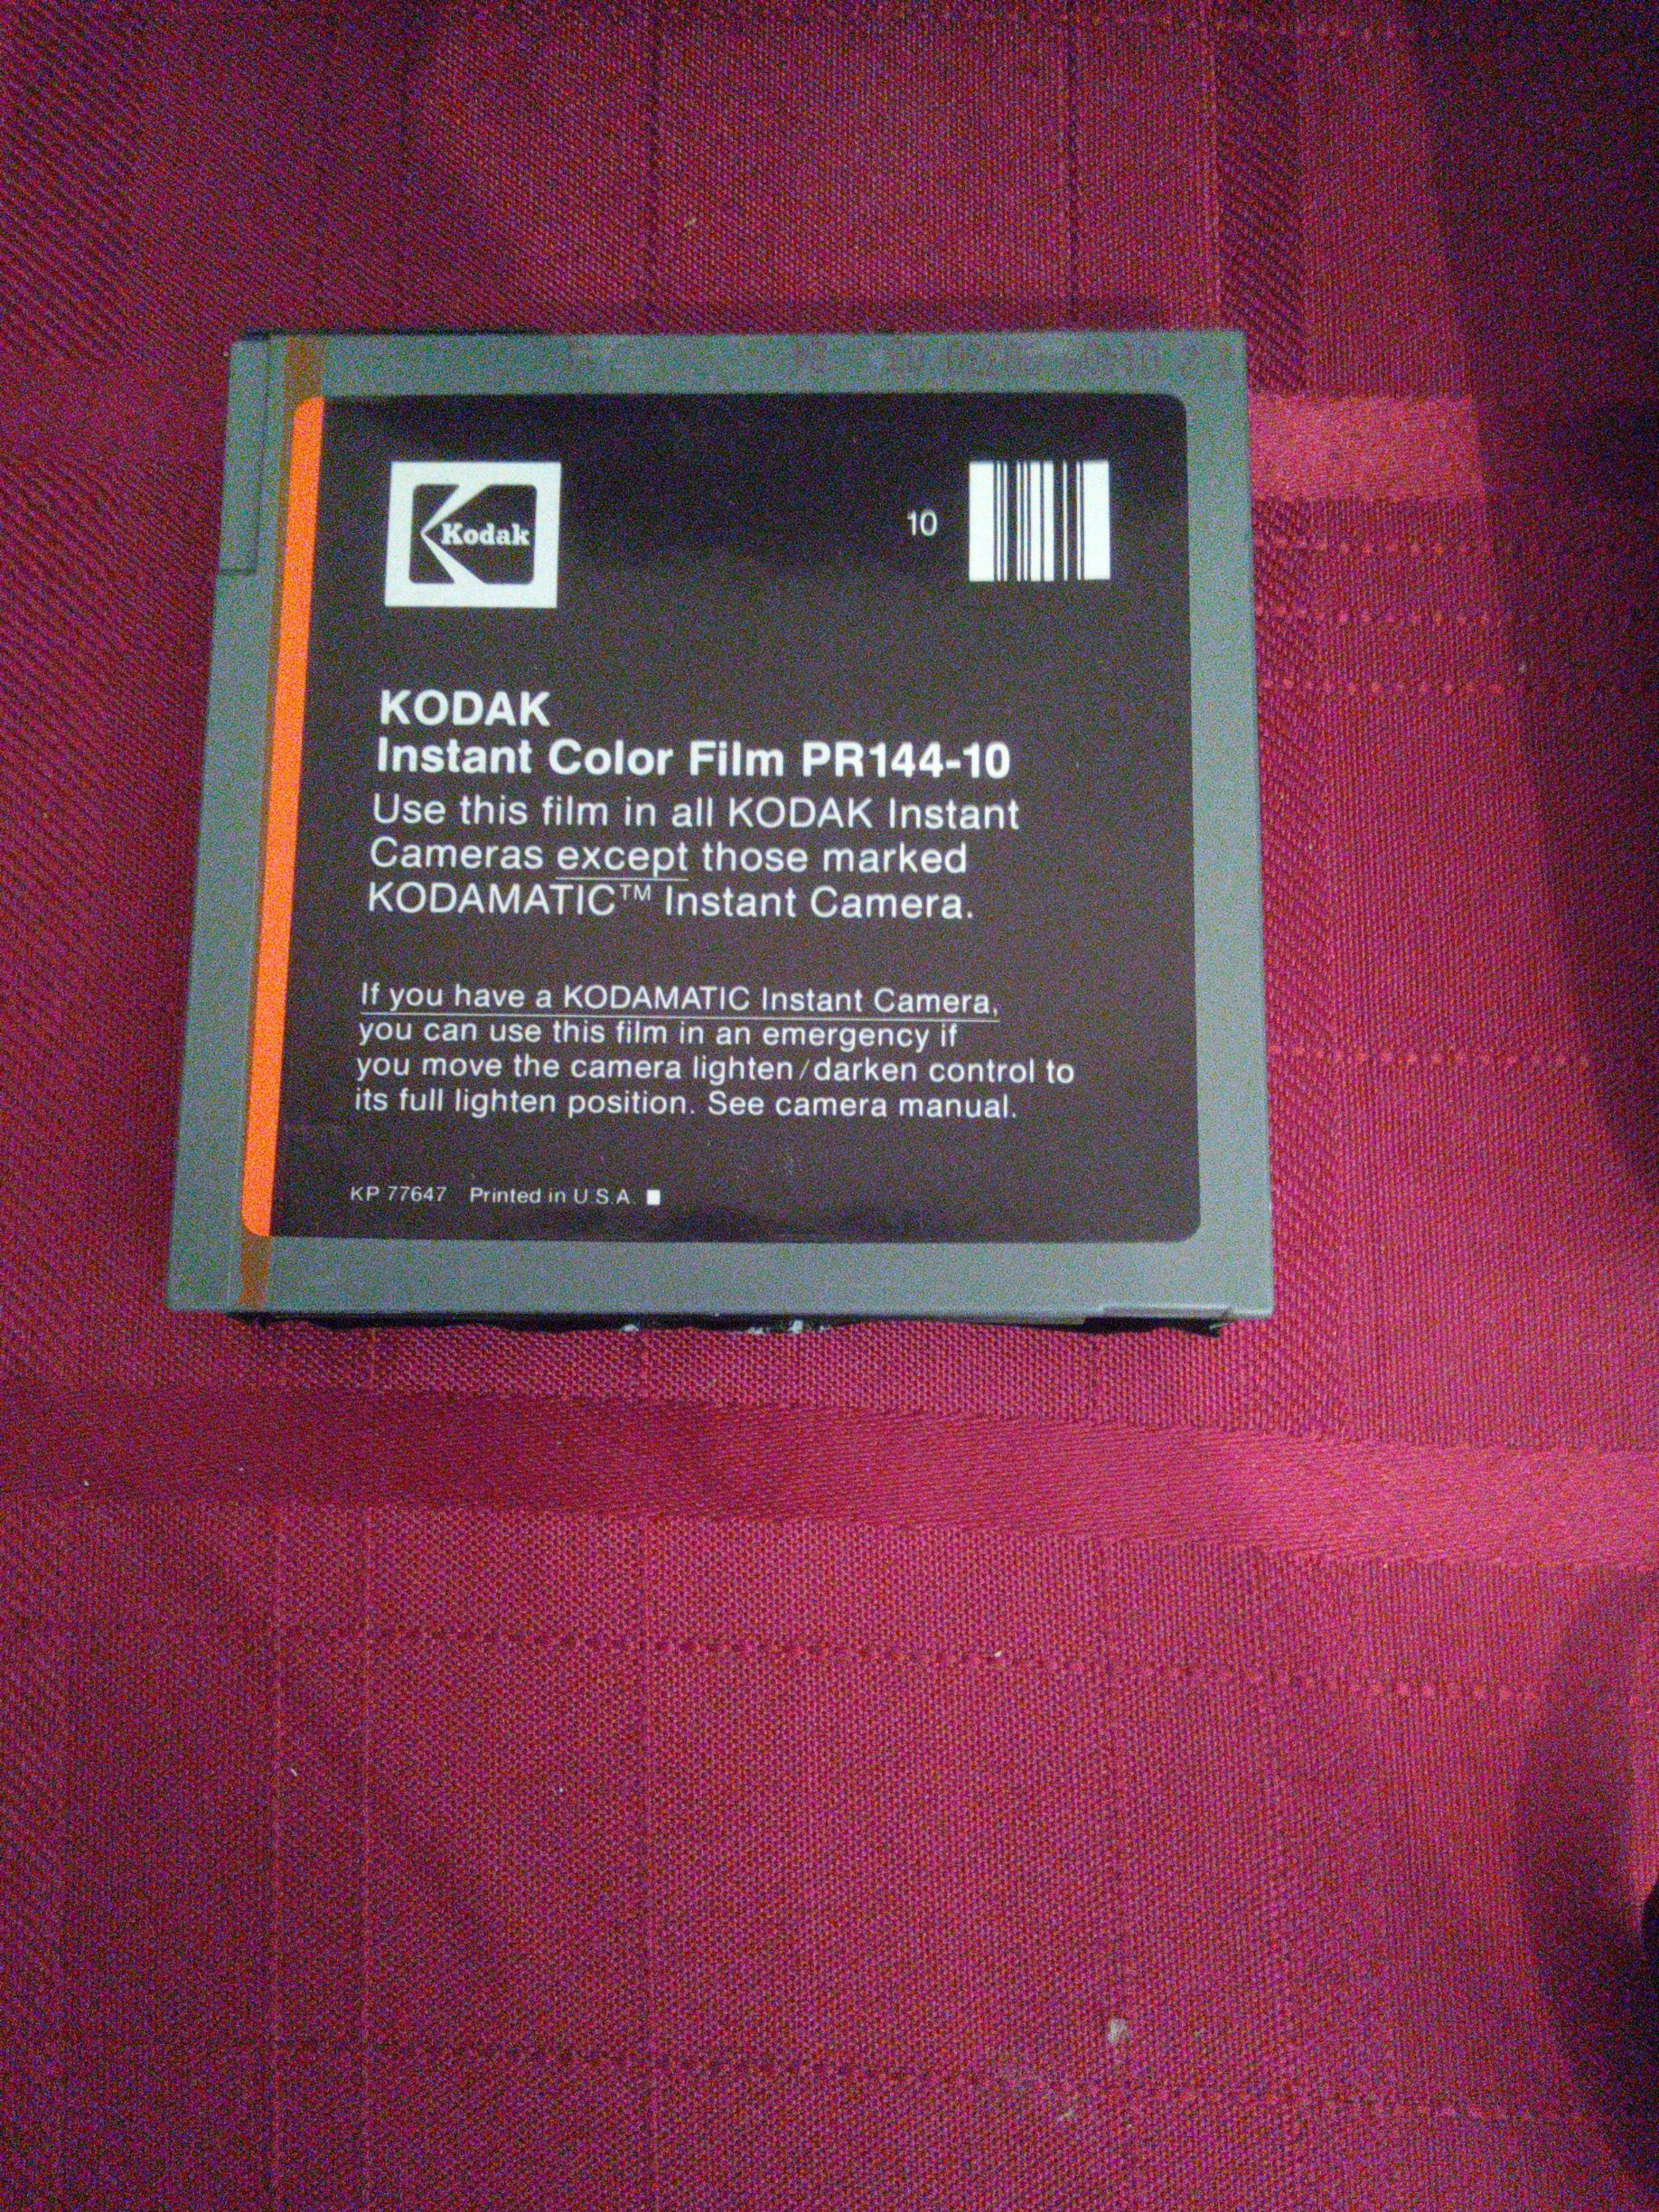 Kodak
10
KODAK
Instant Color Film PR144-10
Use this film in all KODAK Instant
Cameras except those marked
KODAMATIC™ Instant Camera.
If you have a KODAMATIC Instant Camera,
you can use this film in an emergency if
you move the camera lighten/darken control to
its full lighten position. See camera manual.
KP 77647 Printed in U.S.A. ■